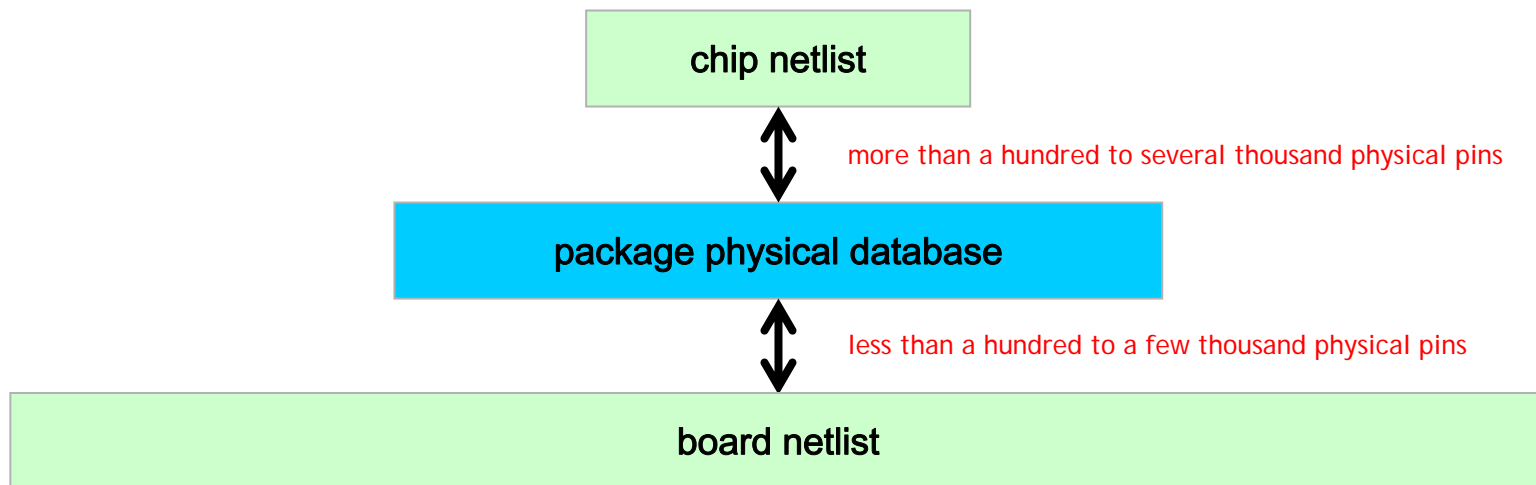 chip netlist
more than a hundred to several thousand physical pins
package physical database
less than a hundred to a few thousand physical pins
board netlist